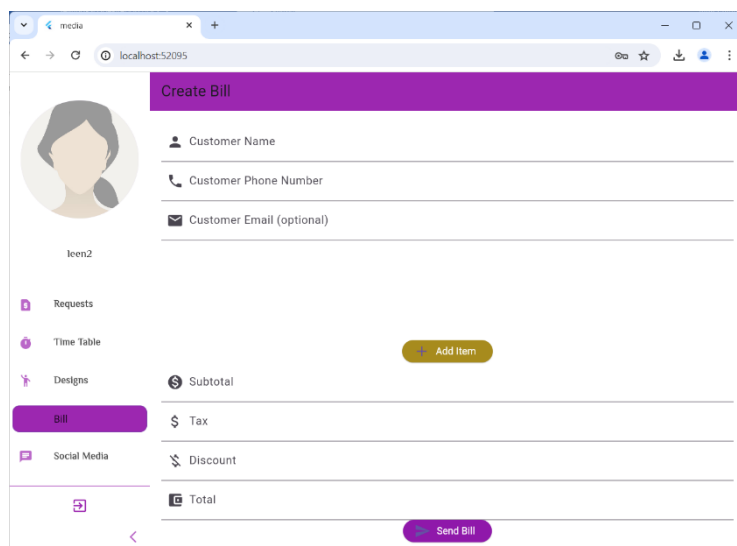 media
localhost:52095
Create Bill
Customer Name
Customer Phone Number
Customer Email (optional)
leen2
Requests
Time Table
Add Item
Designs
Subtotal
Bill
Tax
Social Media
Discount
Total
Send Bill